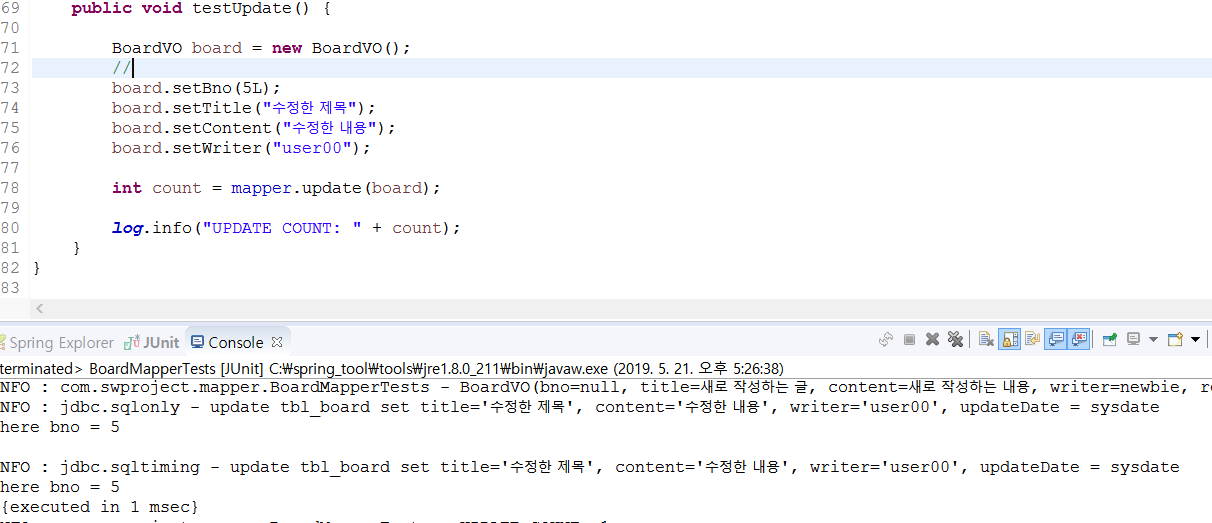 69 public void testUpdate() {
70
71 BoardVO board = new BoardVO();
72 //
73 board.setBno(5L);
74 board.setTitle("수정한 제목");
75 board.setContent("수정한 내용");
76 board.setWriter("user00");
77
78 int count = mapper.update(board);
79
80 log.info("UPDATE COUNT: " + count);
81 }
82 }
83
Spring Explorer JUnit Console
terminated> BoardMapperTests [JUnit] C:₩spring_tool₩tools₩jre1.8.0_211₩bin₩javaw.exe (2019. 5. 21. 오후 5:26:38)
NFO : com.swproject.mapper.BoardMapperTests - BoardVO(bno=null, title=새로 작성하는 글, content=새로 작성하는 내용, writer=newbie, re
NFO : jdbc.sqlonly - update tbl_board set title='수정한 제목', content='수정한 내용', writer='user00', updateDate = sysdate
here bno = 5
NFO : jdbc.sqltiming - update tbl_board set title='수정한 제목', content='수정한 내용', writer='user00', updateDate = sysdate
here bno = 5
{executed in 1 msec}